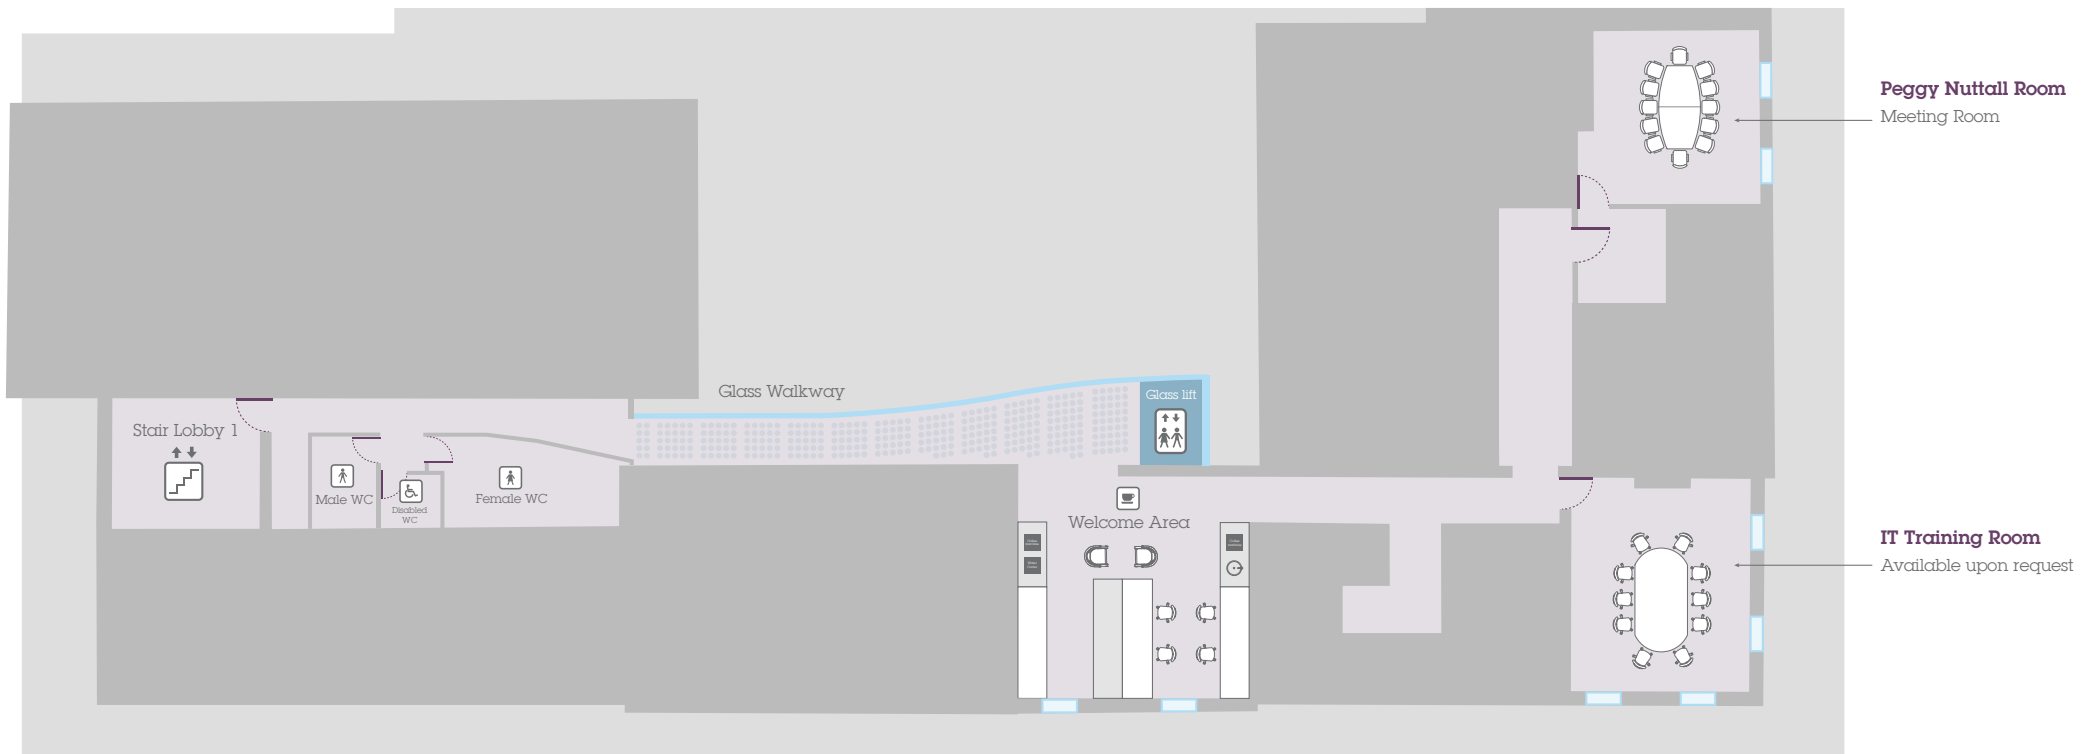 Peggy Nuttall Room
Meeting Room
Glass Walkway
Glass lift
Stair Lobby 1
Male WC
Disabled
WC
Female WC
Welcome Area
IT Training Room
Available upon request